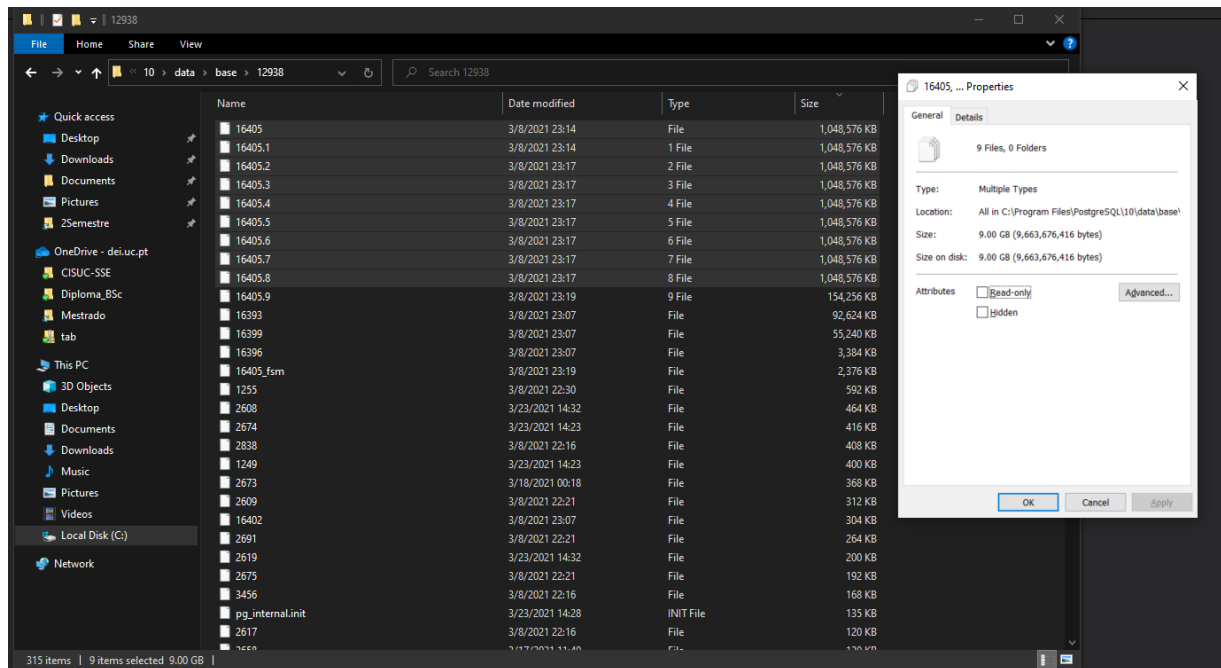 12938
File Home Share View
« 10 › data › base › 12938
Search 12938
Name Date modified Type Size
Quick access
Desktop
Downloads
Documents
Pictures
2Semestre
OneDrive - dei.uc.pt
CISUC-SSE
Diploma_BSc
Mestrado
tab
This PC
3D Objects
Desktop
Documents
Downloads
Music
Pictures
Videos
Local Disk (C:)
Network
16405 3/8/2021 23:14 File 1,048,576 KB
16405.1 3/8/2021 23:14 1 File 1,048,576 KB
16405.2 3/8/2021 23:17 2 File 1,048,576 KB
16405.3 3/8/2021 23:17 3 File 1,048,576 KB
16405.4 3/8/2021 23:17 4 File 1,048,576 KB
16405.5 3/8/2021 23:17 5 File 1,048,576 KB
16405.6 3/8/2021 23:17 6 File 1,048,576 KB
16405.7 3/8/2021 23:17 7 File 1,048,576 KB
16405.8 3/8/2021 23:17 8 File 1,048,576 KB
16405.9 3/8/2021 23:19 9 File 154,256 KB
16393 3/8/2021 23:07 File 92,624 KB
16399 3/8/2021 23:07 File 55,240 KB
16396 3/8/2021 23:07 File 3,384 KB
16405_fsm 3/8/2021 23:19 File 2,376 KB
1255 3/8/2021 22:30 File 592 KB
2608 3/23/2021 14:32 File 464 KB
2674 3/23/2021 14:23 File 416 KB
2838 3/8/2021 22:16 File 408 KB
1249 3/23/2021 14:23 File 400 KB
2673 3/18/2021 00:18 File 368 KB
2609 3/8/2021 22:21 File 312 KB
16402 3/8/2021 23:07 File 304 KB
2691 3/8/2021 22:21 File 264 KB
2619 3/23/2021 14:32 File 200 KB
2675 3/8/2021 22:21 File 192 KB
3456 3/8/2021 22:16 File 168 KB
pg_internal.init 3/23/2021 14:28 INIT File 135 KB
2617 3/8/2021 22:16 File 120 KB
315 items | 9 items selected 9.00 GB |
16405, ... Properties
General Details
9 Files, 0 Folders
Type: Multiple Types
Location: All in C:\Program Files\PostgreSQL\10\data\base\
Size: 9.00 GB (9,663,676,416 bytes)
Size on disk: 9.00 GB (9,663,676,416 bytes)
Attributes Read-only Advanced...
Hidden
OK Cancel Apply